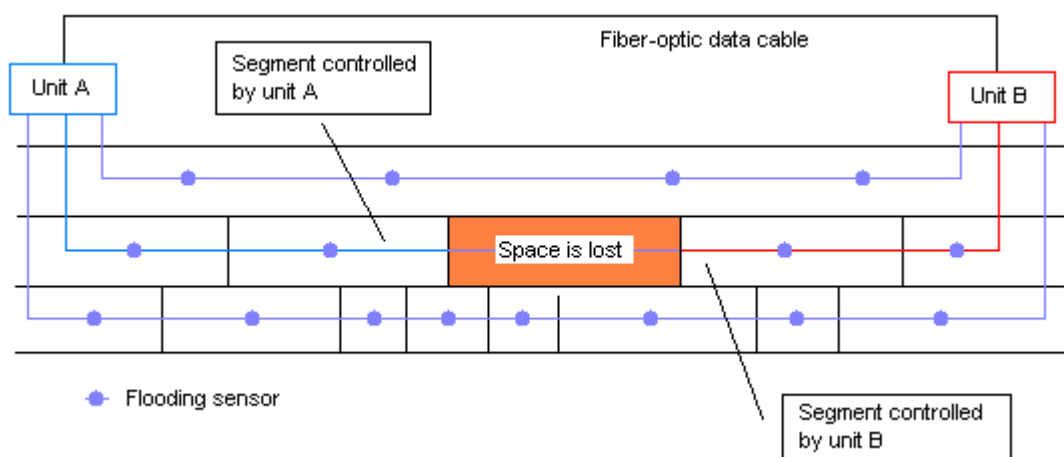 Fiber-optic data cable
Unit A
Segment controlled
by unit A
Unit B
Space is lost
Flooding sensor
Segment controlled
by unit B